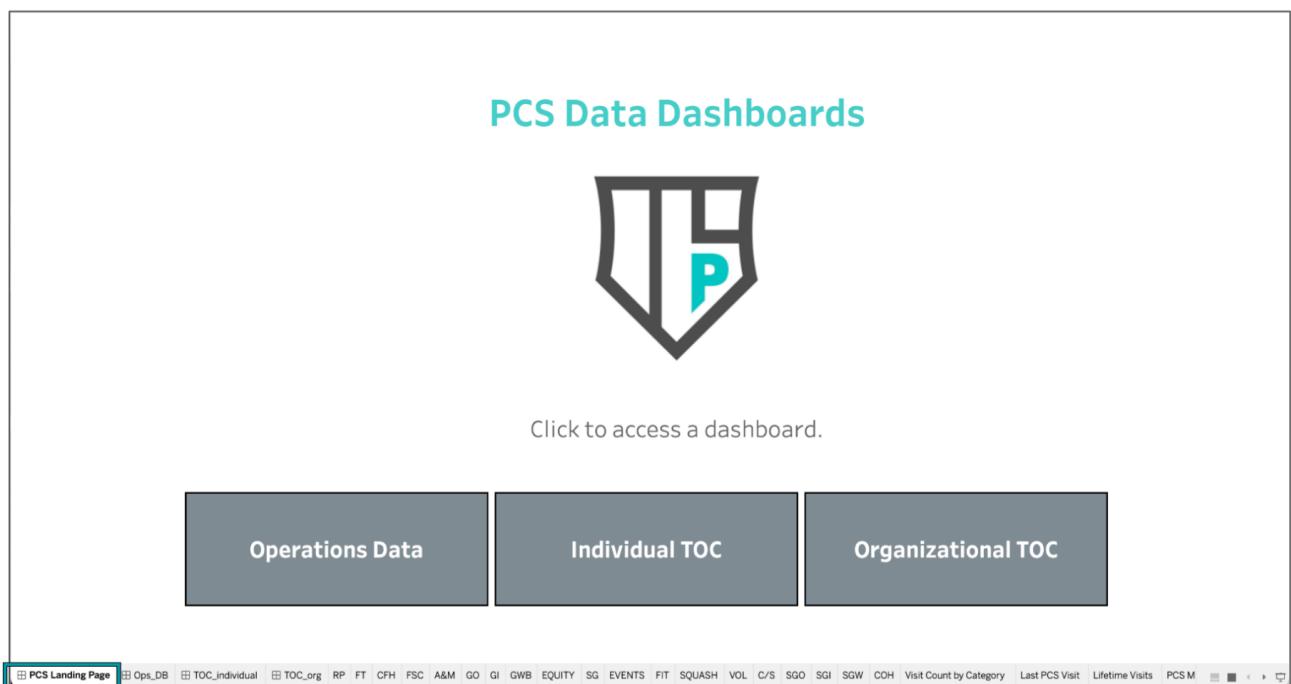 PCS Data Dashboards
P
Click to access a dashboard.
Operations Data
Individual TOC
Organizational TOC
PCS Landing Page Ops_DB TOC_individual TOC_org RP FT CFH FSC A&M GO GI GWB EQUITY SG EVENTS FIT SQUASH VOL C/S SGO SGI SGW COH Visit Count by Category Last PCS Visit Lifetime Visits PCS M